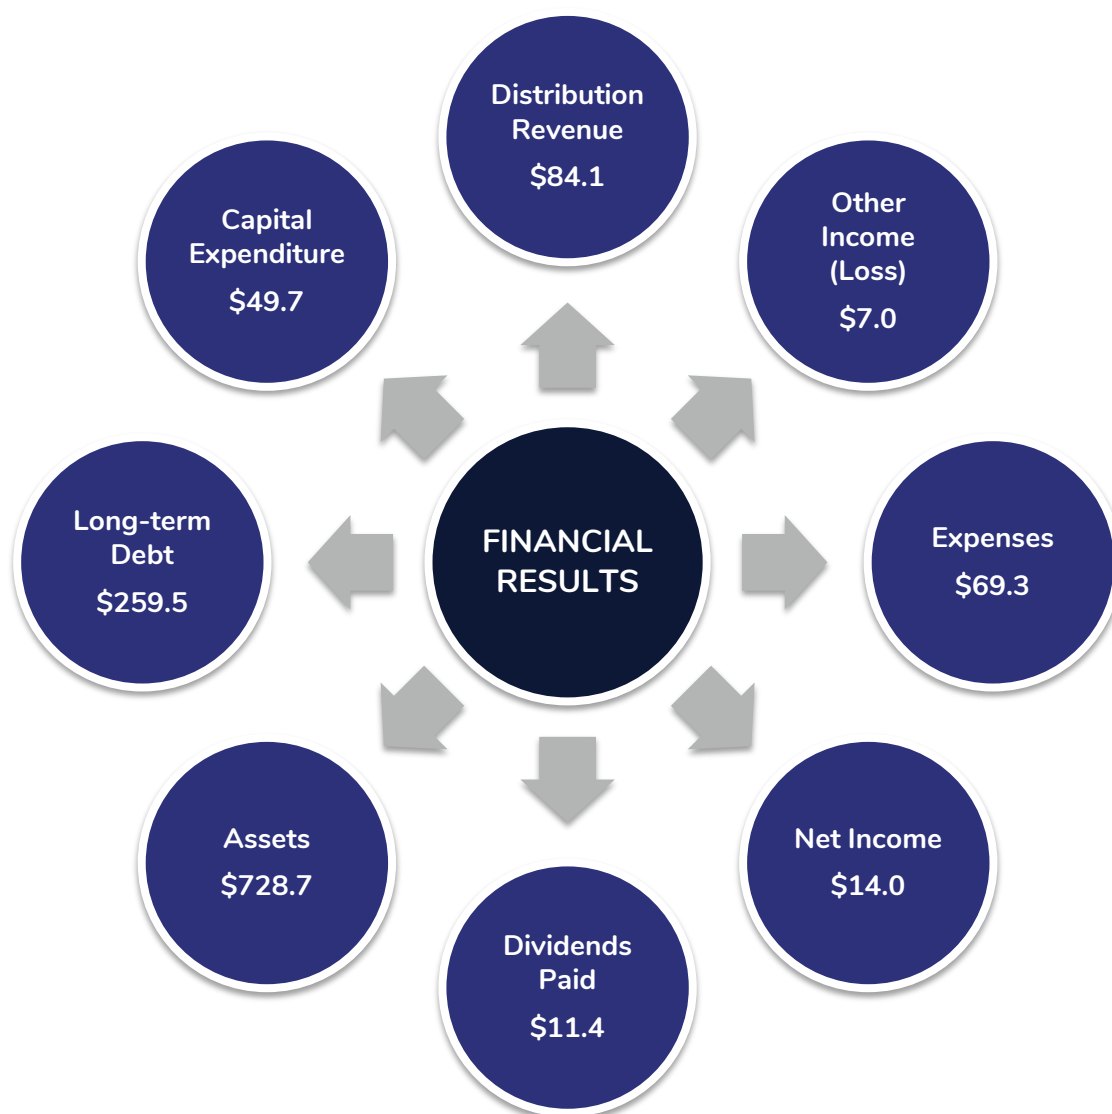 Distribution
Revenue
$84.1
Other
Income
(Loss)
$7.0
Capital
Expenditure
$49.7
Long-term
Debt
$259.5
FINANCIAL
RESULTS
Expenses
$69.3
Assets
$728.7
Net Income
$14.0
Dividends
Paid
$11.4